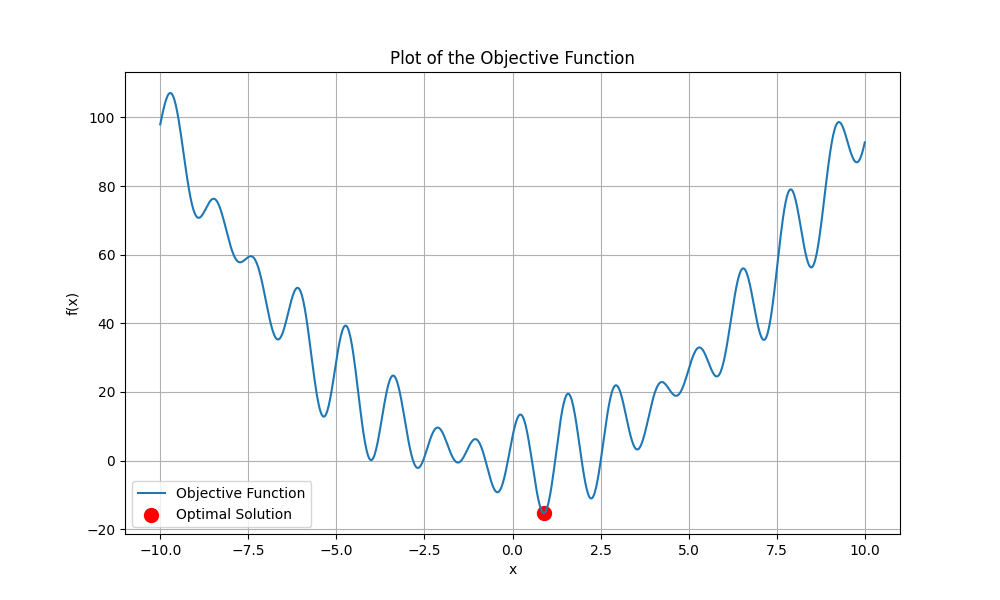 Plot of the Objective Function
f(x)
100
80
60
40
20
0
−20
Objective Function
Optimal Solution
−10.0 −7.5 −5.0 −2.5 0.0 2.5 5.0 7.5 10.0
x